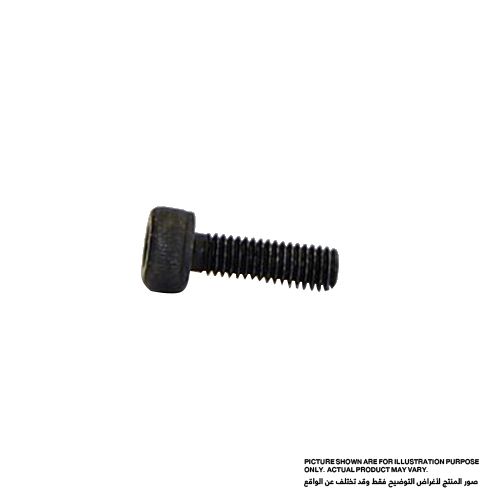 PICTURE SHOWN ARE FOR ILLUSTRATION PURPOSE
ONLY. ACTUAL PRODUCT MAY VARY.
صور المنتج لأغراض التوضيح فقط وقد تختلف عن الواقع